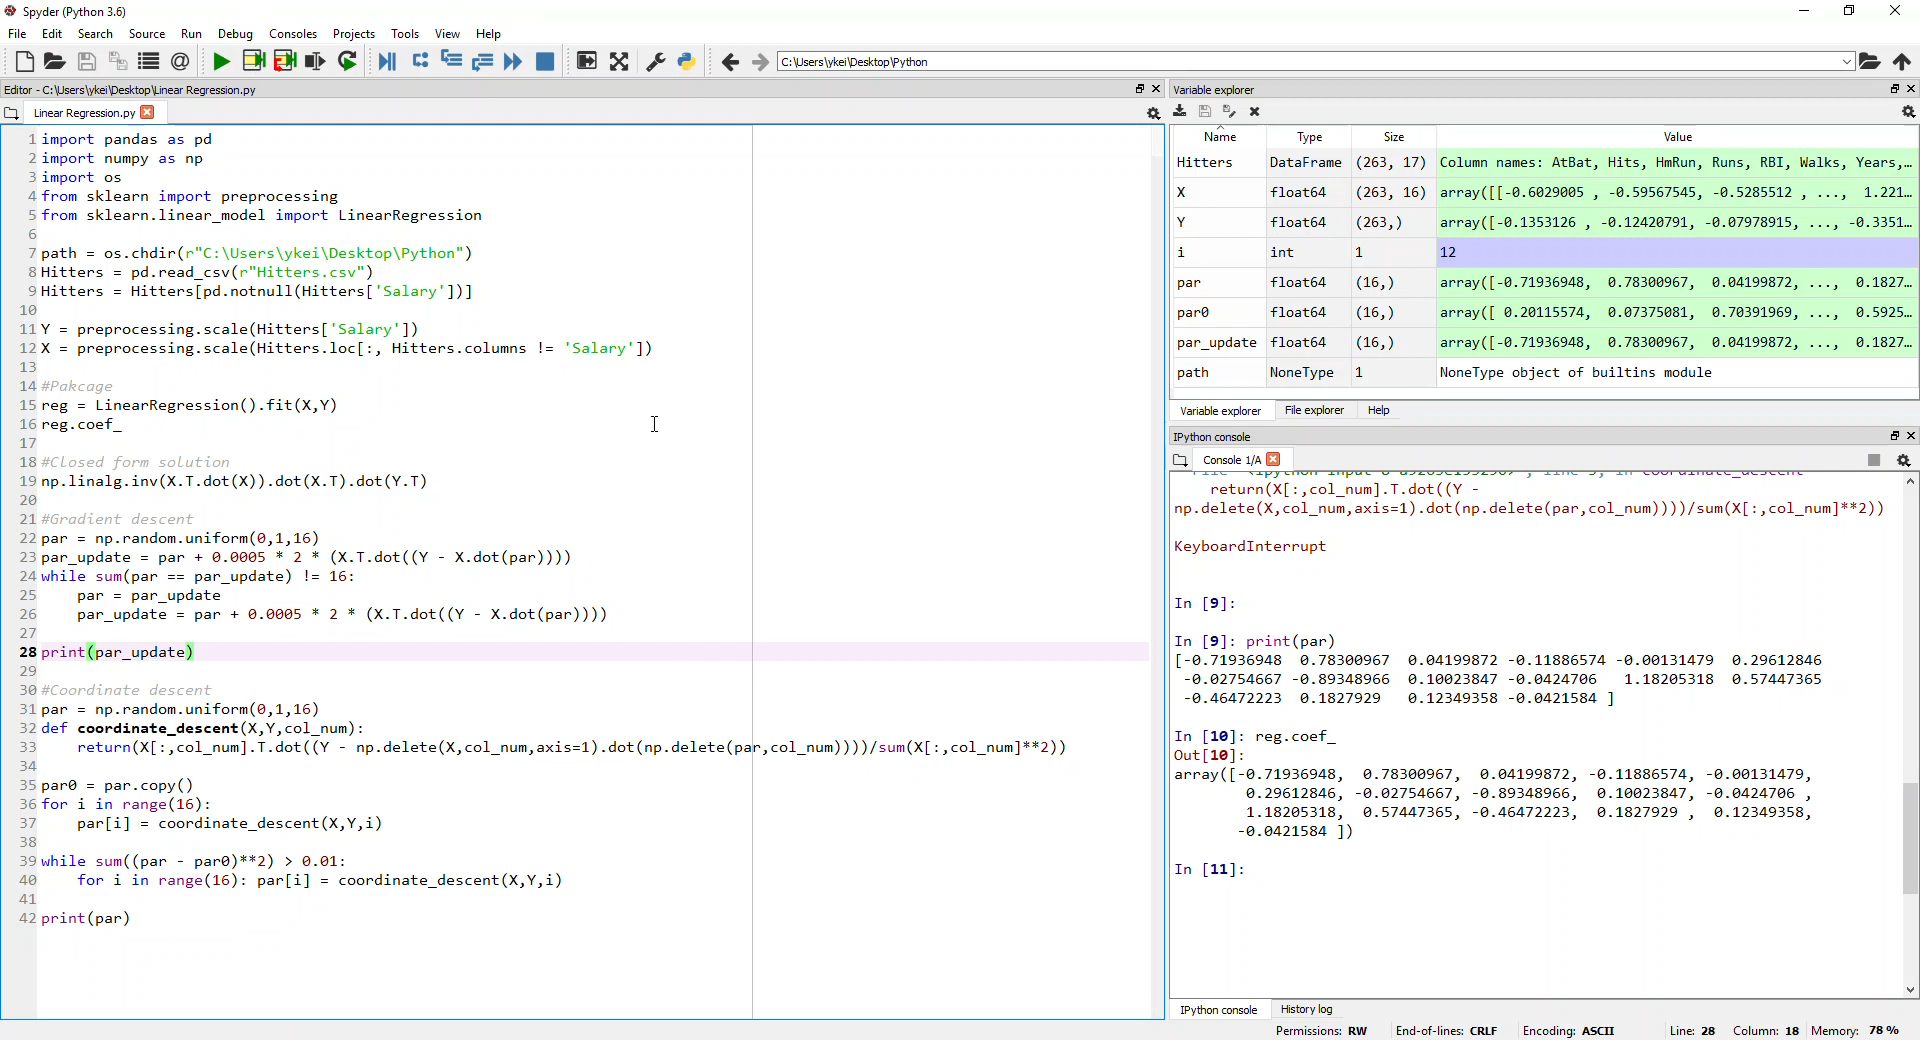 Spyder (Python 3.6)
File Edit Search Source Run Debug Consoles Projects Tools View Help
C:\Users\ykei\Desktop\Python
Editor - C:\Users\ykei\Desktop\Linear Regression.py
Linear Regression.py
1 import pandas as pd
2 import numpy as np
3 import os
4 from sklearn import preprocessing
5 from sklearn.linear_model import LinearRegression
6
7 path = os.chdir(r"C:\Users\ykei\Desktop\Python")
8 Hitters = pd.read_csv(r"Hitters.csv")
9 Hitters = Hitters[pd.notnull(Hitters['Salary'])]
10
11 Y = preprocessing.scale(Hitters['Salary'])
12 X = preprocessing.scale(Hitters.loc[:, Hitters.columns != 'Salary'])
13
14 #Pakcage
15 reg = LinearRegression().fit(X,Y)
16 reg.coef_
17
18 #Closed form solution
19 np.linalg.inv(X.T.dot(X)).dot(X.T).dot(Y.T)
20
21 #Gradient descent
22 par = np.random.uniform(0,1,16)
23 par_update = par + 0.0005 * 2 * (X.T.dot((Y - X.dot(par))))
24 while sum(par == par_update) != 16:
25     par = par_update
26     par_update = par + 0.0005 * 2 * (X.T.dot((Y - X.dot(par))))
27
28 print(par_update)
29
30 #Coordinate descent
31 par = np.random.uniform(0,1,16)
32 def coordinate_descent(X,Y,col_num):
33     return(X[:,col_num].T.dot((Y - np.delete(X,col_num,axis=1).dot(np.delete(par,col_num))))/sum(X[:,col_num]**2))
34
35 par0 = par.copy()
36 for i in range(16):
37     par[i] = coordinate_descent(X,Y,i)
38
39 while sum((par - par0)**2) > 0.01:
40     for i in range(16): par[i] = coordinate_descent(X,Y,i)
41
42 print(par)
Variable explorer
Name Type Size Value
Hitters DataFrame (263, 17) Column names: AtBat, Hits, HmRun, Runs, RBI, Walks, Years,…
X float64 (263, 16) array([[-0.6029005 , -0.59567545, -0.5285512 , ..., 1.221…
Y float64 (263,) array([-0.1353126 , -0.12420791, -0.07978915, ..., -0.3351…
i int 1 12
par float64 (16,) array([-0.71936948, 0.78300967, 0.04199872, ..., 0.1827…
par0 float64 (16,) array([ 0.20115574, 0.07375081, 0.70391969, ..., 0.5925…
par_update float64 (16,) array([-0.71936948, 0.78300967, 0.04199872, ..., 0.1827…
path NoneType 1 NoneType object of builtins module
Variable explorer File explorer Help
IPython console
Console 1/A
return(X[:,col_num].T.dot((Y -
np.delete(X,col_num,axis=1).dot(np.delete(par,col_num))))/sum(X[:,col_num]**2))
KeyboardInterrupt
In [9]:
In [9]: print(par)
[-0.71936948 0.78300967 0.04199872 -0.11886574 -0.00131479 0.29612846
-0.02754667 -0.89348966 0.10023847 -0.0424706 1.18205318 0.57447365
-0.46472223 0.1827929 0.12349358 -0.0421584 ]
In [10]: reg.coef_
Out[10]:
array([-0.71936948, 0.78300967, 0.04199872, -0.11886574, -0.00131479,
0.29612846, -0.02754667, -0.89348966, 0.10023847, -0.0424706 ,
1.18205318, 0.57447365, -0.46472223, 0.1827929 , 0.12349358,
-0.0421584 ])
In [11]:
IPython console History log
Permissions: RW End-of-lines: CRLF Encoding: ASCII Line: 28 Column: 18 Memory: 78 %